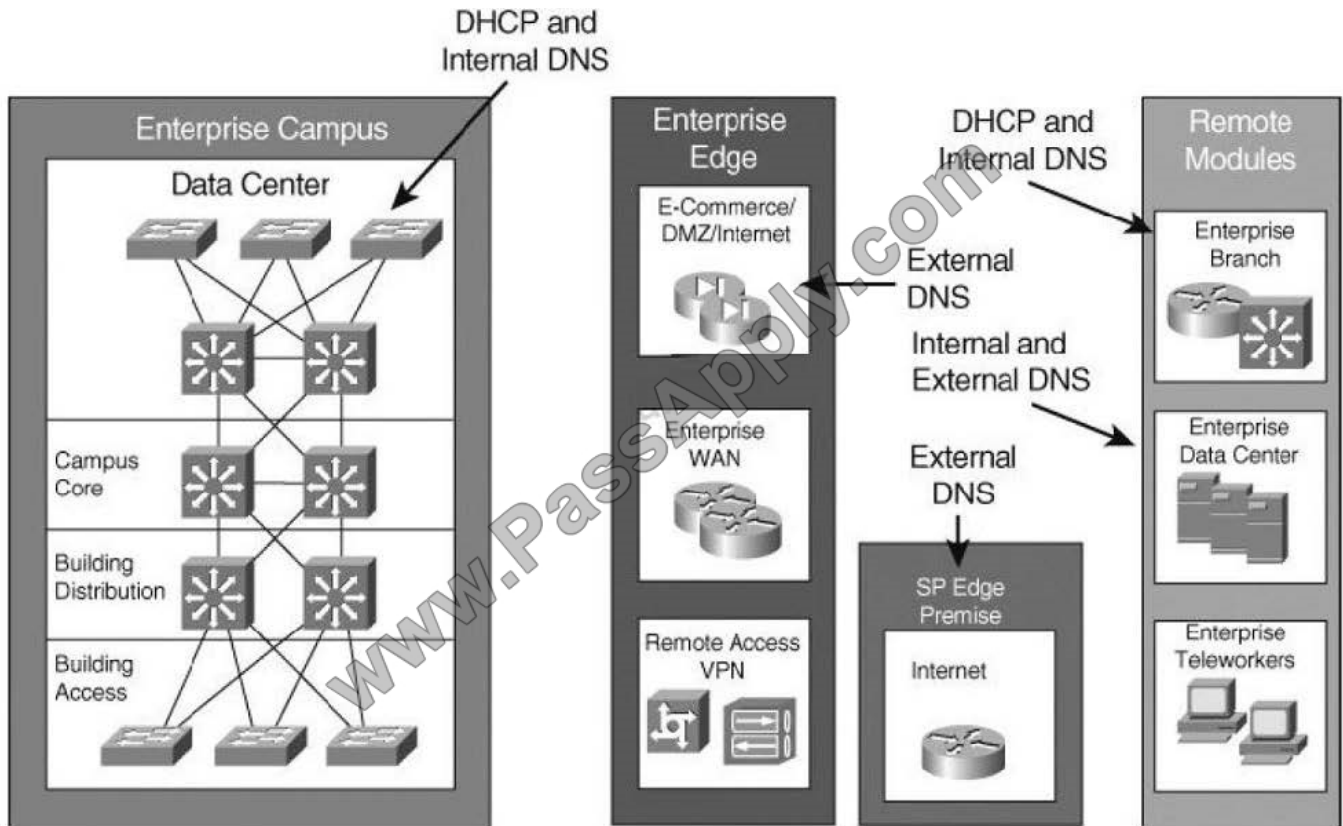 DHCP and
Internal DNS
Enterprise Campus
Data Center
Campus
Core
Building
Distribution
Building
Access
Enterprise
Edge
E-Commerce/
DMZ/Internet
Enterprise
WAN
Remote Access
VPN
External
DNS
Internal and
External DNS
External
DNS
SP Edge
Premise
Internet
DHCP and
Internal DNS
Remote
Modules
Enterprise
Branch
Enterprise
Data Center
Enterprise
Teleworkers
www.PassApply.com